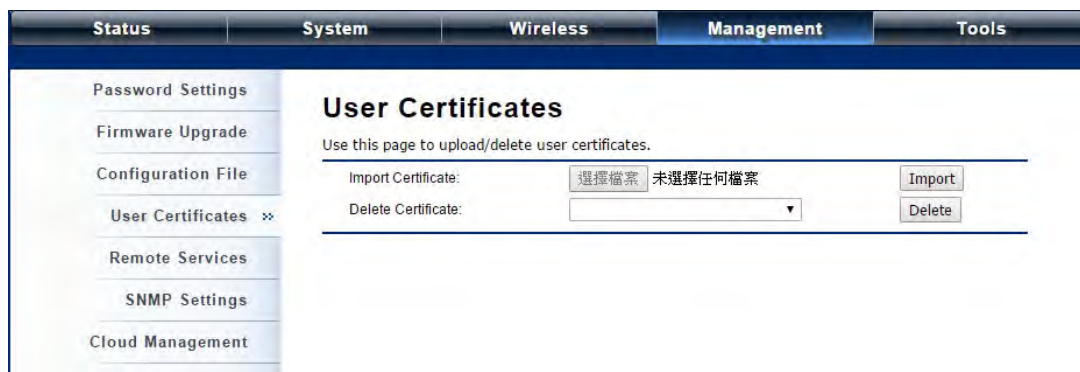 Status System Wireless Management Tools
Password Settings
Firmware Upgrade
Configuration File
User Certificates »
Remote Services
SNMP Settings
Cloud Management
User Certificates
Use this page to upload/delete user certificates.
Import Certificate: 選擇檔案 未選擇任何檔案 Import
Delete Certificate: Delete